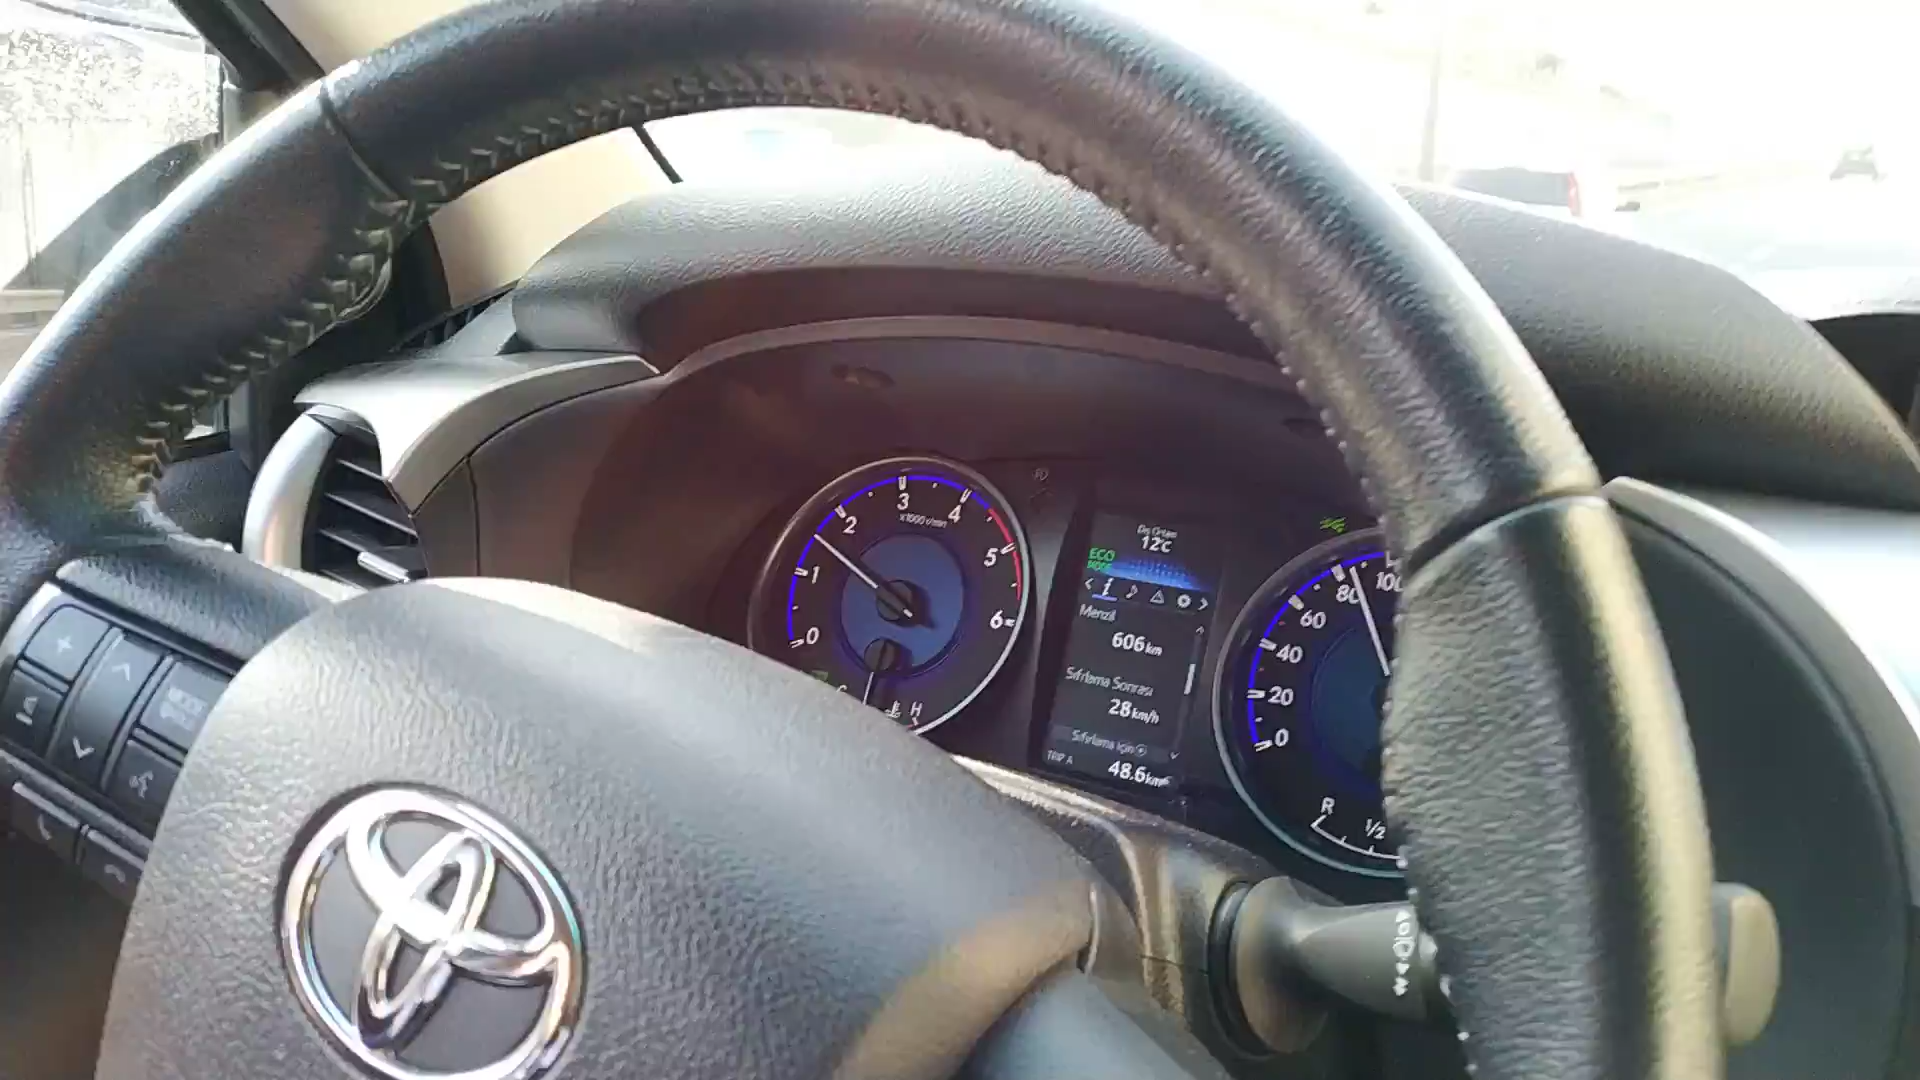 0
1
2
3
4
5
6
x1000 r/min
H
Dış Ortam
12°C
ECO
MODE
Menzil
606 km
Sıfırlama Sonrası
28 km/h
Sıfırlama için
TRIP A
48.6 km
0
20
40
60
80
100
R
1/2
MODE